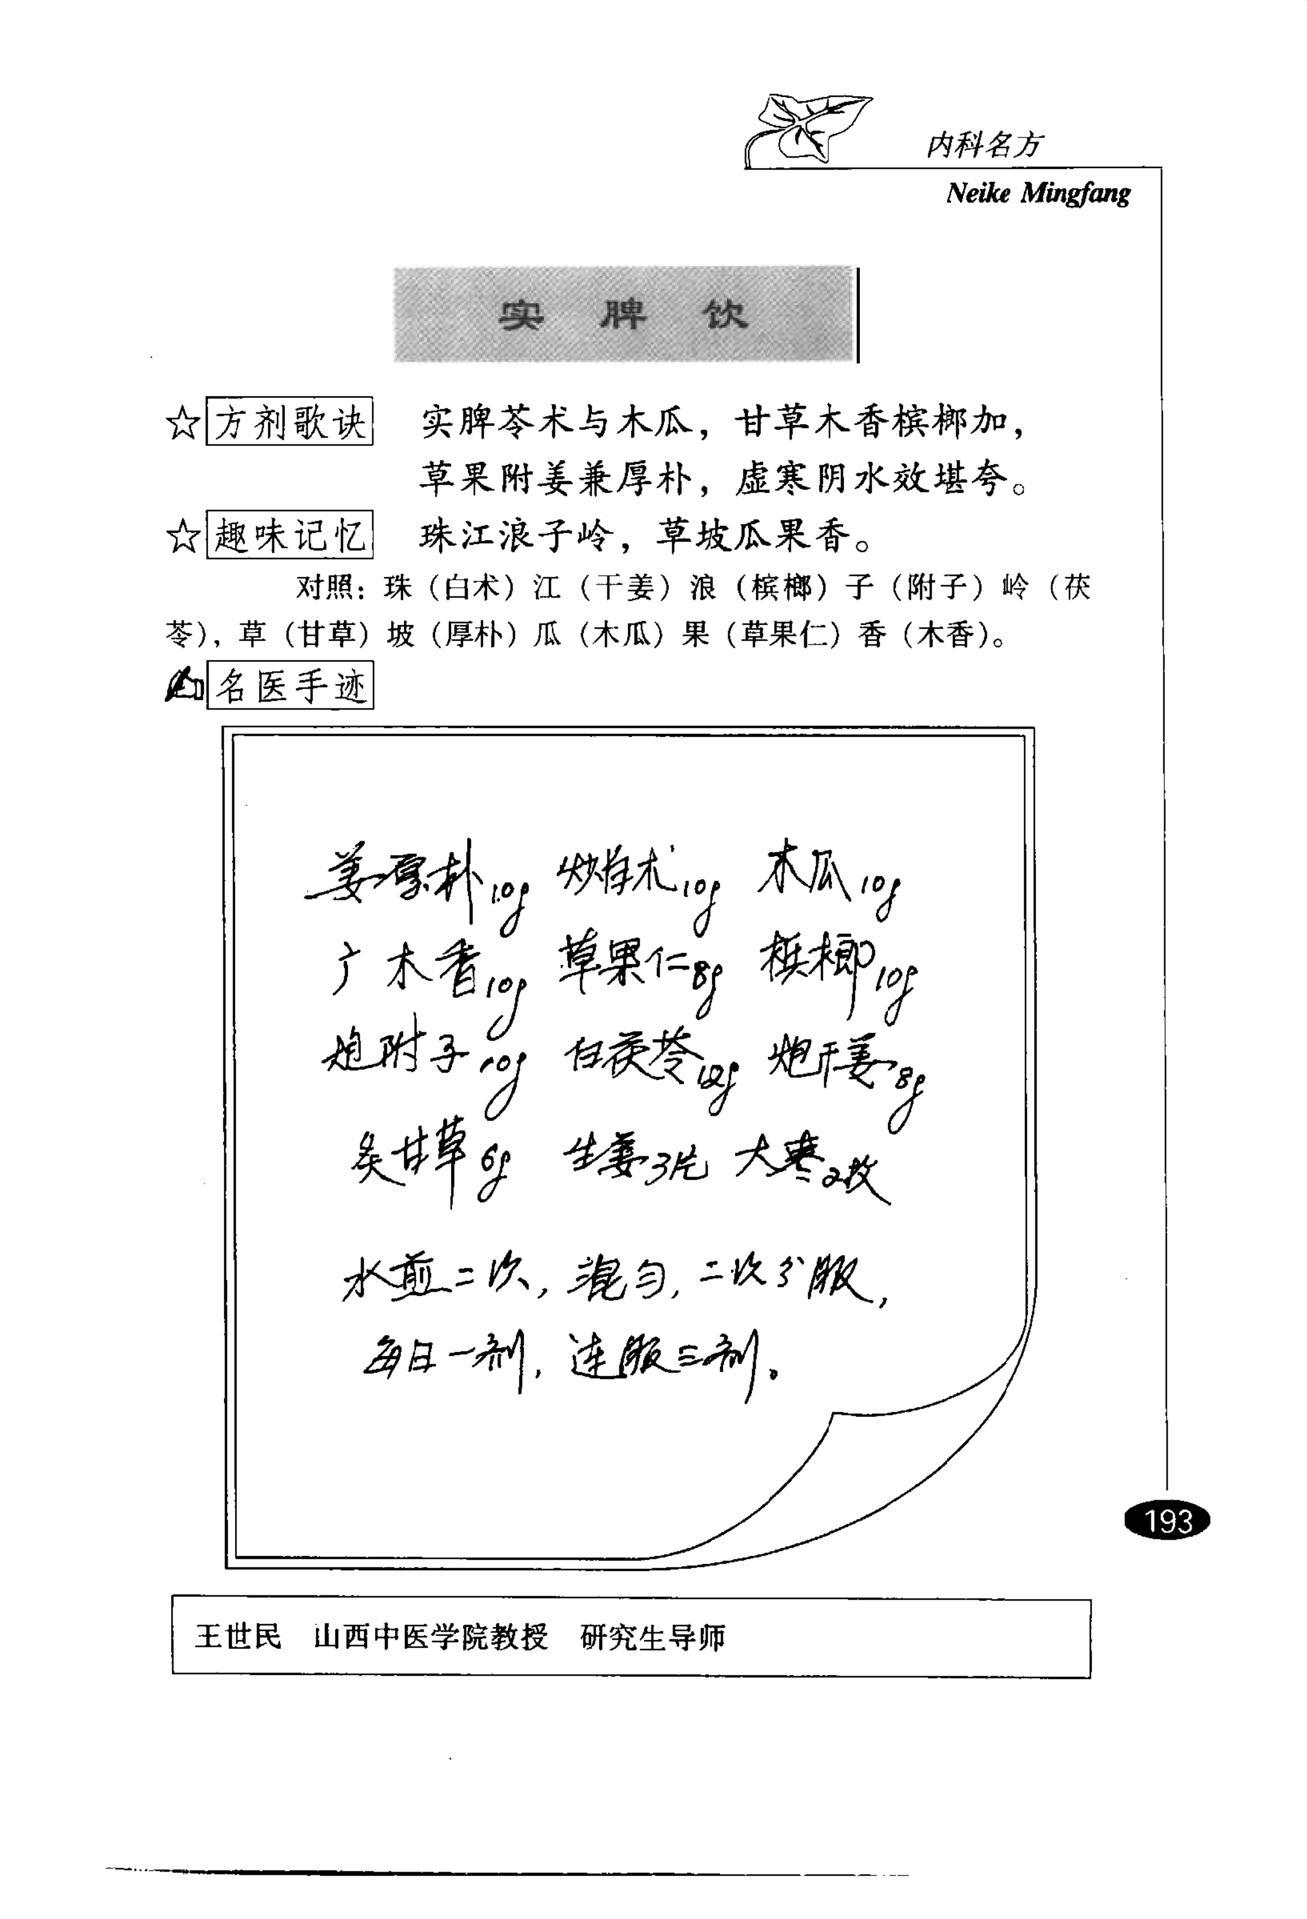 内科名方
Neike Mingfang
实脾饮
☆方剂歌诀 实脾苓术与木瓜，甘草木香槟榔加，
草果附姜兼厚朴，虚寒阴水效堪夸。
☆趣味记忆 珠江浪子岭，草坡瓜果香。
对照：珠（白术）江（干姜）浪（槟榔）子（附子）岭（茯
苓），草（甘草）坡（厚朴）瓜（木瓜）果（草果仁）香（木香）。
名医手迹
姜厚朴10g 炒白术10g 木瓜10g
广木香10g 草果仁8g 槟榔10g
炮附子10g 白茯苓12g 炮干姜8g
炙甘草6g 生姜3片 大枣2枚
水煎二次，混匀，二次分服，
每日一剂，连服三剂。
193
王世民 山西中医学院教授 研究生导师